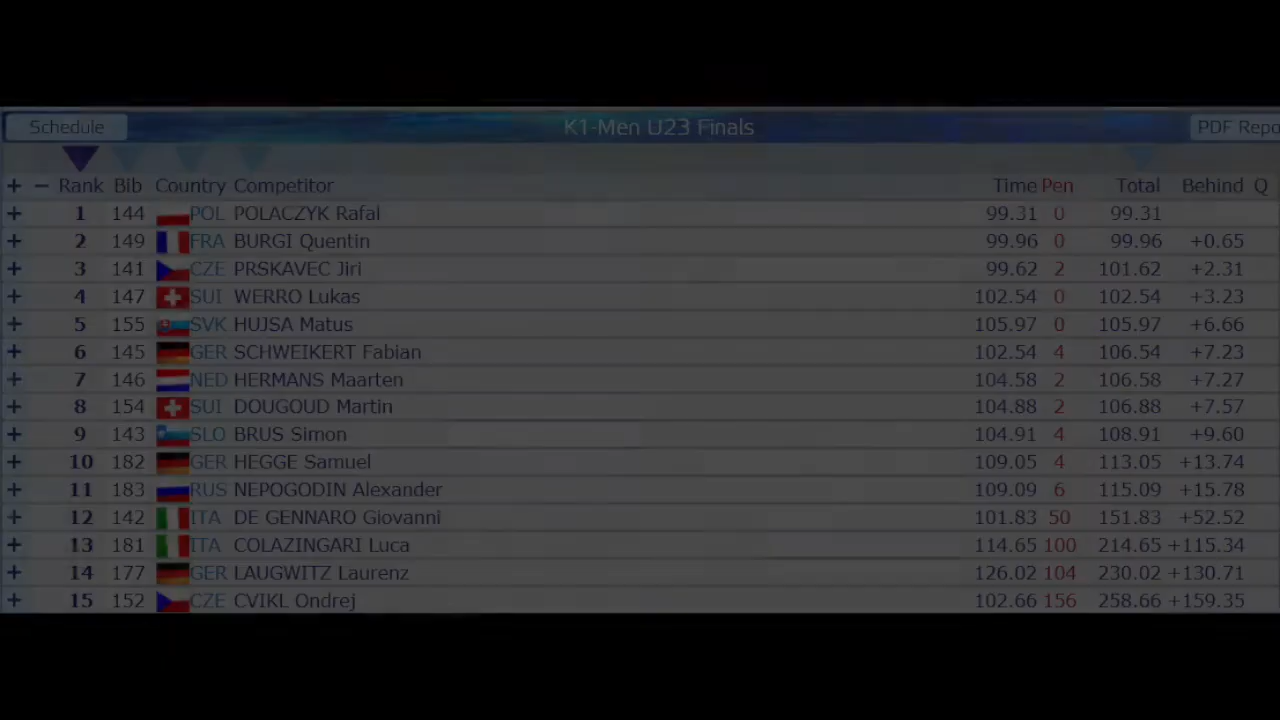 Schedule K1-Men U23 Finals PDF Repo
+ − Rank Bib Country Competitor Time Pen Total Behind Q
+ 1 144 POL POLACZYK Rafal 99.31 0 99.31
+ 2 149 FRA BURGI Quentin 99.96 0 99.96 +0.65
+ 3 141 CZE PRSKAVEC Jiri 99.62 2 101.62 +2.31
+ 4 147 SUI WERRO Lukas 102.54 0 102.54 +3.23
+ 5 155 SVK HUJSA Matus 105.97 0 105.97 +6.66
+ 6 145 GER SCHWEIKERT Fabian 102.54 4 106.54 +7.23
+ 7 146 NED HERMANS Maarten 104.58 2 106.58 +7.27
+ 8 154 SUI DOUGOUD Martin 104.88 2 106.88 +7.57
+ 9 143 SLO BRUS Simon 104.91 4 108.91 +9.60
+ 10 182 GER HEGGE Samuel 109.05 4 113.05 +13.74
+ 11 183 RUS NEPOGODIN Alexander 109.09 6 115.09 +15.78
+ 12 142 ITA DE GENNARO Giovanni 101.83 50 151.83 +52.52
+ 13 181 ITA COLAZINGARI Luca 114.65 100 214.65 +115.34
+ 14 177 GER LAUGWITZ Laurenz 126.02 104 230.02 +130.71
+ 15 152 CZE CVIKL Ondrej 102.66 156 258.66 +159.35